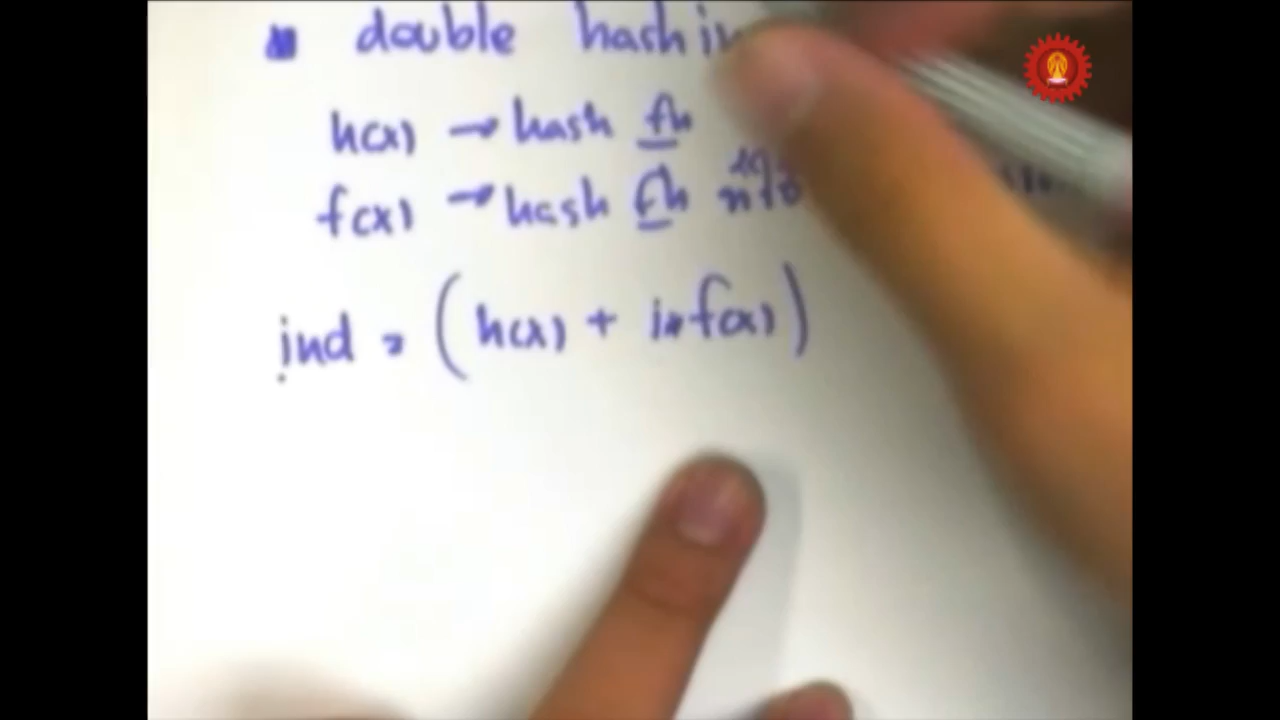 double hashin
h(x) → hash fn
f(x) → hash fn
ind = (h(x) + i*f(x))